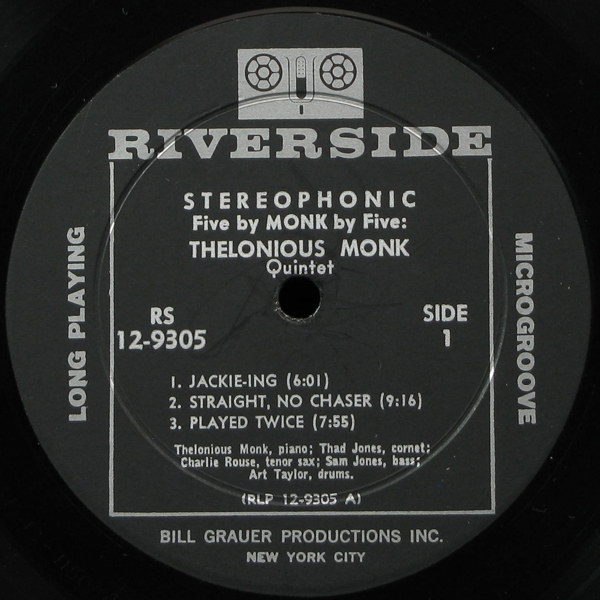 RIVERSIDE
STEREOPHONIC
Five by MONK by Five:
THELONIOUS MONK
Quintet
LONG PLAYING
MICROGROOVE
RS
12-9305
SIDE
1
1. JACKIE-ING (6:01)
2. STRAIGHT, NO CHASER (9:16)
3. PLAYED TWICE (7:55)
Thelonious Monk, piano; Thad Jones, cornet;
Charlie Rouse, tenor sax; Sam Jones, bass;
Art Taylor, drums.
(RLP 12-9305 A)
BILL GRAUER PRODUCTIONS INC.
NEW YORK CITY